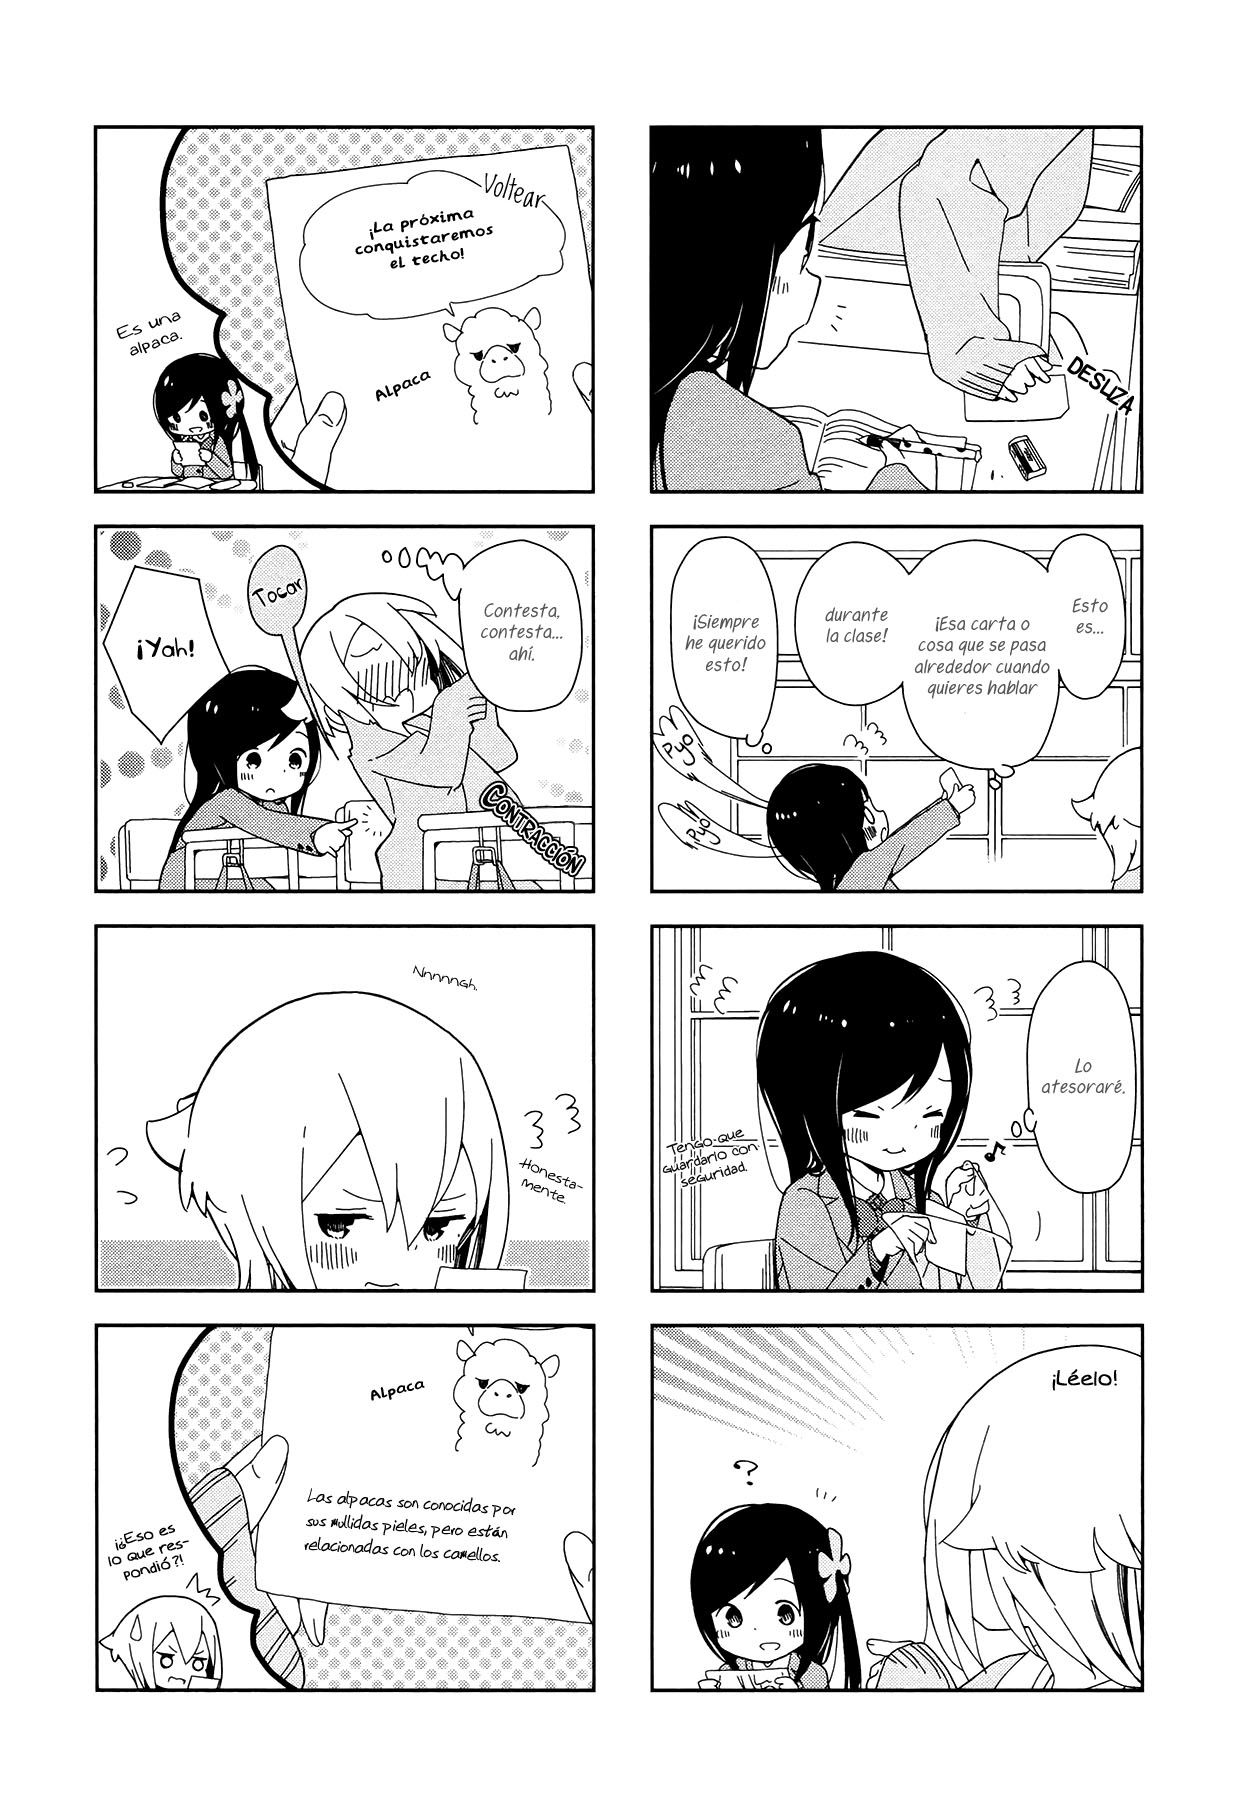 DESLIZA
Esto
es...
¡Esa carta o
cosa que se pasa
alrededor cuando
quieres hablar
durante
la clase!
¡Siempre
he querido
esto!
Pyo
Pyo
Lo
atesoraré.
Tengo que
guardarlo con
seguridad.
¡Léelo!
?
Voltear
¡La próxima
conquistaremos
el techo!
Alpaca
Es una
alpaca.
Contesta,
contesta...
ahí.
Tocar
¡Yah!
Contracción
Nnnnngh.
Honesta-
mente.
Alpaca
Las alpacas son conocidas por
sus mullidas pieles, pero están
relacionadas con los camellos.
¡¿Eso es
lo que res-
pondió?!